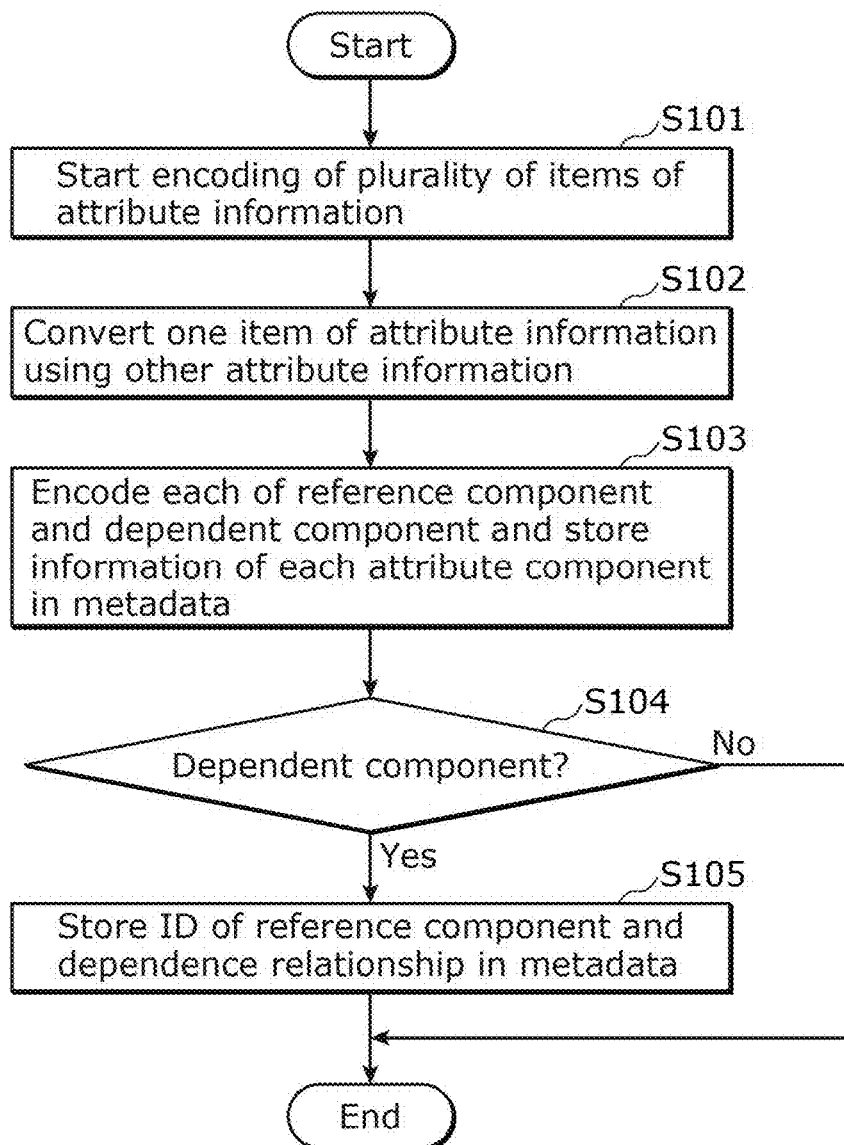 Start
S101
Start encoding of plurality of items of
attribute information
S102
Convert one item of attribute information
using other attribute information
S103
Encode each of reference component
and dependent component and store
information of each attribute component
in metadata
S104
Dependent component?
No
Yes
S105
Store ID of reference component and
dependence relationship in metadata
End